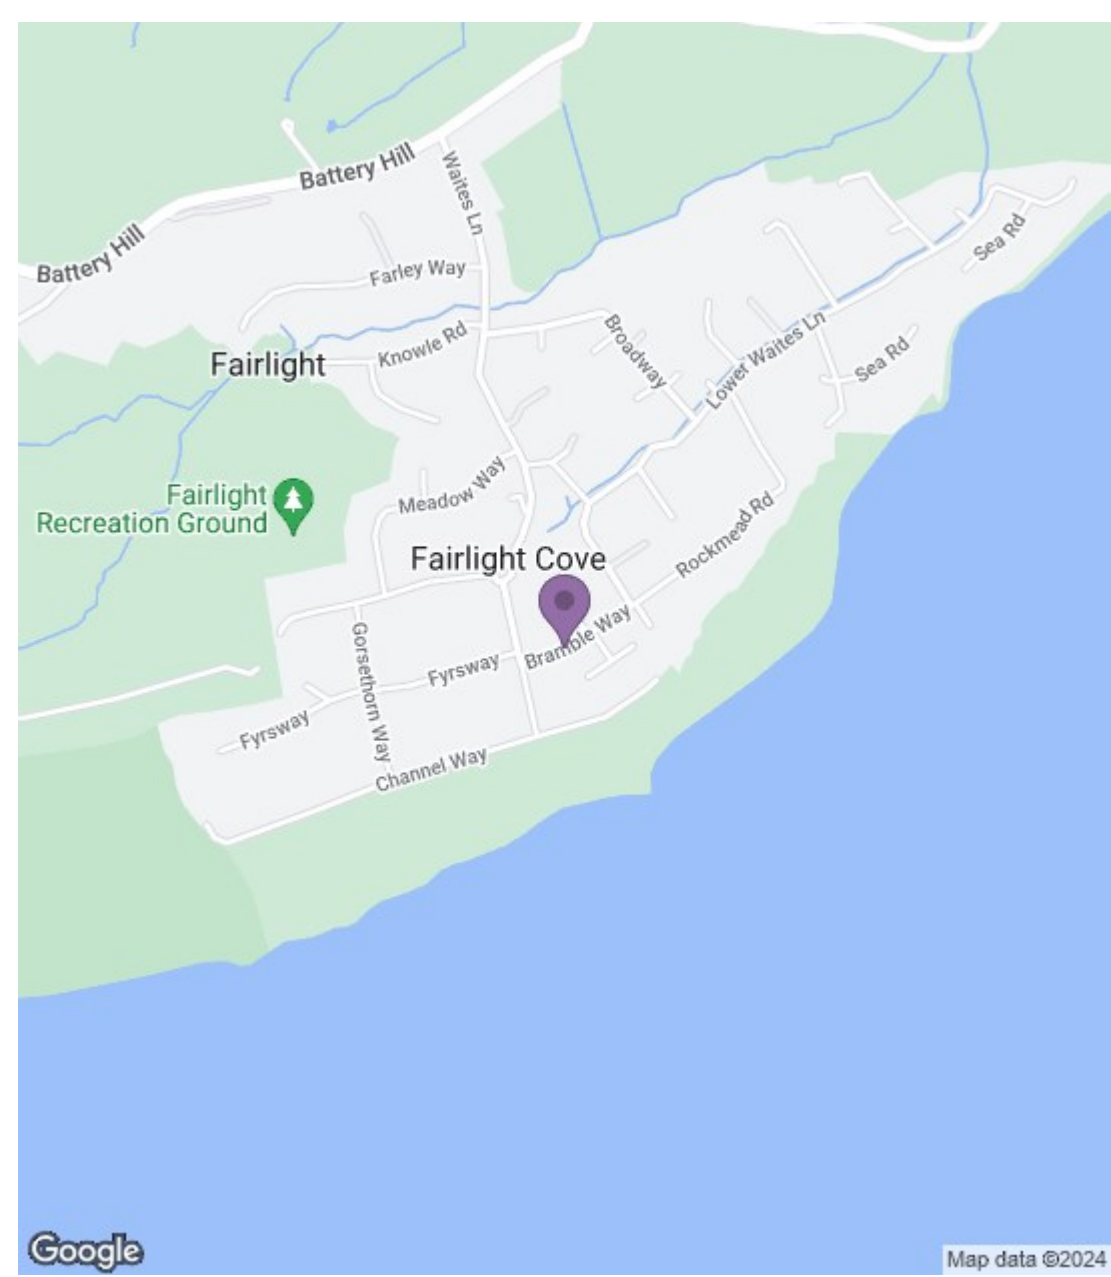 Battery Hill
Waites Ln
Battery Hill
Sea Rd
Farley Way
Broadway
Knowle Rd
Lower Waites Ln
Fairlight
Sea Rd
Meadow Way
Fairlight
Recreation Ground
Rockmead Rd
Fairlight Cove
Bramble Way
Gorsethorn Way
Fyrsway
Fyrsway
Channel Way
Google
Map data ©2024